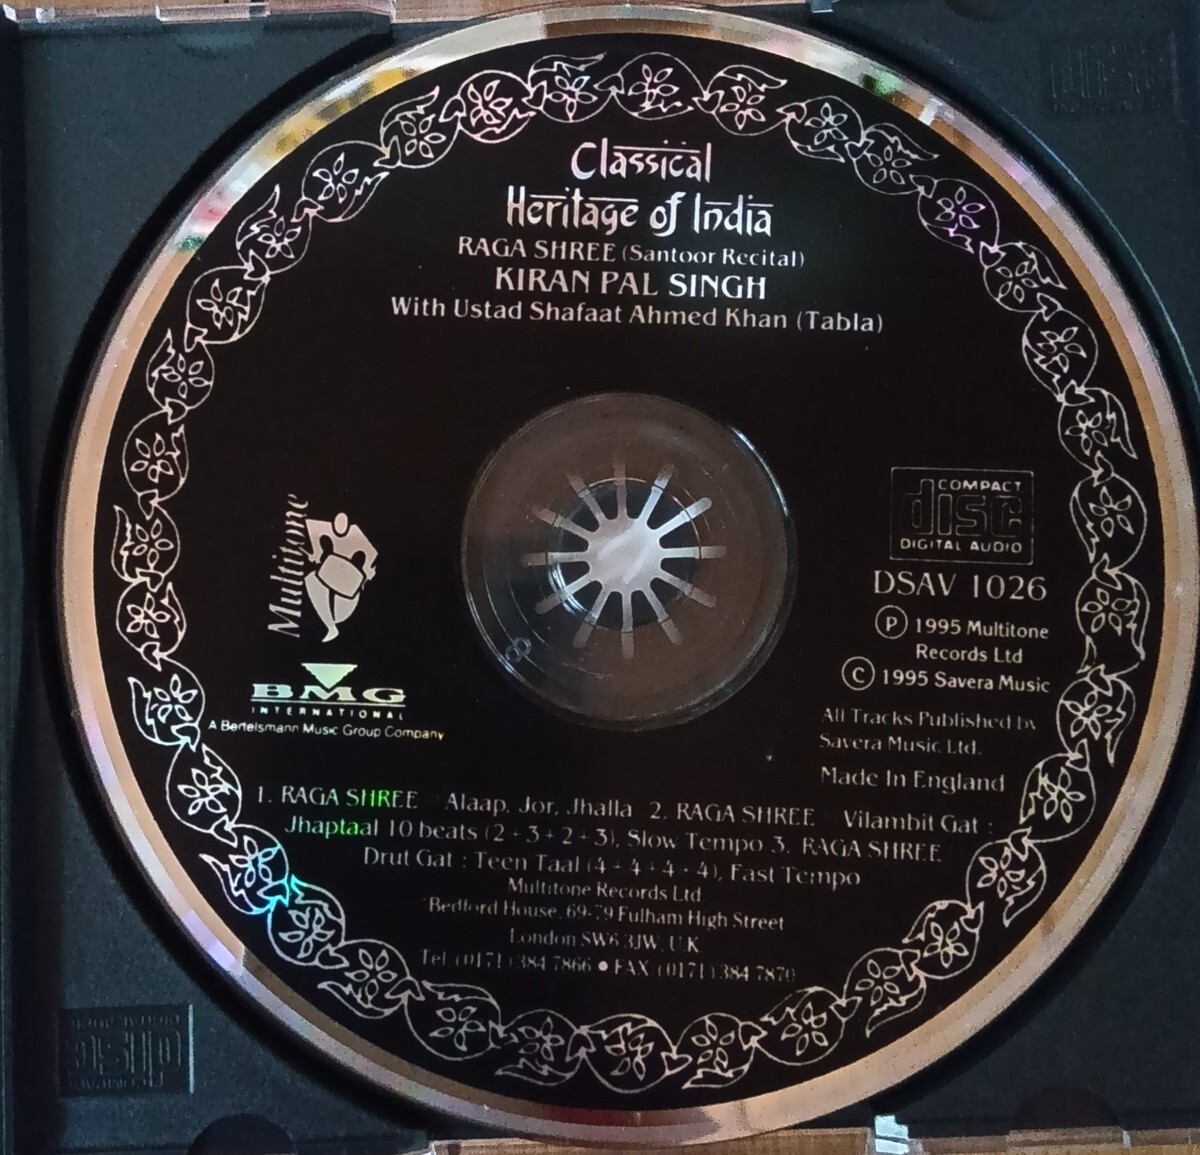 Classical
Heritage of India
RAGA SHREE (Santoor Recital)
KIRAN PAL SINGH
With Ustad Shafaat Ahmed Khan (Tabla)
Multitone
BMG
INTERNATIONAL
A Bertelsmann Music Group Company
COMPACT
disc
DIGITAL AUDIO
DSAV 1026
Ⓟ 1995 Multitone
Records Ltd
© 1995 Savera Music
All Tracks Published by
Savera Music Ltd.
Made In England
1. RAGA SHREE Alaap, Jor, Jhalla 2. RAGA SHREE Vilambit Gat :
Jhaptaal 10 beats (2+3+2+3), Slow Tempo 3. RAGA SHREE
Drut Gat : Teen Taal (4+4+4+4), Fast Tempo
Multitone Records Ltd
Bedford House, 69-79 Fulham High Street
London SW6 3JW, U.K
Tel: (0171) 384 7866 ● FAX (0171) 384 7870